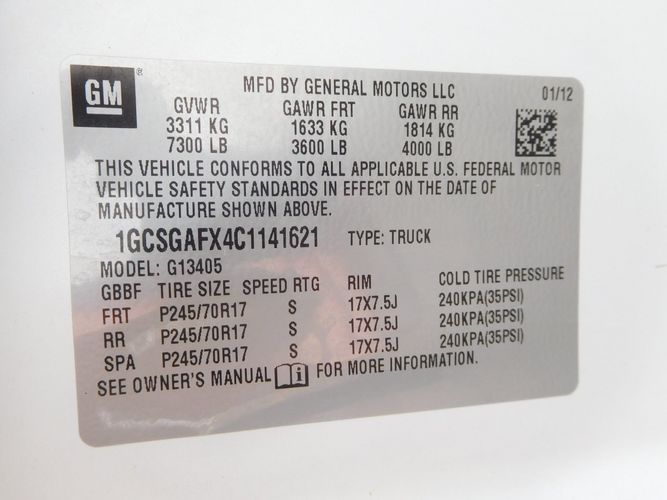 GM ®
MFD BY GENERAL MOTORS LLC 01/12
GVWR GAWR FRT GAWR RR
3311 KG 1633 KG 1814 KG
7300 LB 3600 LB 4000 LB
THIS VEHICLE CONFORMS TO ALL APPLICABLE U.S. FEDERAL MOTOR
VEHICLE SAFETY STANDARDS IN EFFECT ON THE DATE OF
MANUFACTURE SHOWN ABOVE.
1GCSGAFX4C1141621 TYPE: TRUCK
MODEL: G13405
GBBF TIRE SIZE SPEED RTG RIM COLD TIRE PRESSURE
FRT P245/70R17 S 17X7.5J 240KPA(35PSI)
RR P245/70R17 S 17X7.5J 240KPA(35PSI)
SPA P245/70R17 S 17X7.5J 240KPA(35PSI)
SEE OWNER'S MANUAL i FOR MORE INFORMATION.